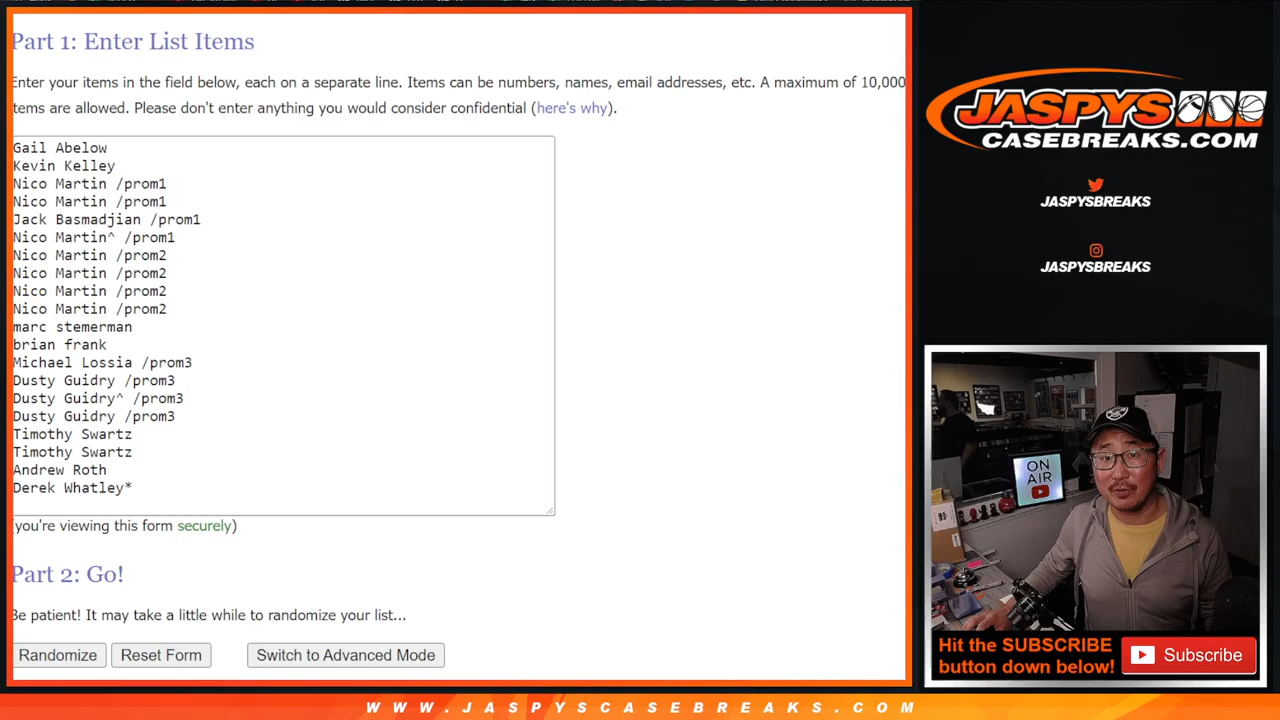 Part 1: Enter List Items
Enter your items in the field below, each on a separate line. Items can be numbers, names, email addresses, etc. A maximum of 10,000
items are allowed. Please don't enter anything you would consider confidential (here's why).
Gail Abelow
Kevin Kelley
Nico Martin /prom1
Nico Martin /prom1
Jack Basmadjian /prom1
Nico Martin^ /prom1
Nico Martin /prom2
Nico Martin /prom2
Nico Martin /prom2
Nico Martin /prom2
marc stemerman
brian frank
Michael Lossia /prom3
Dusty Guidry /prom3
Dusty Guidry^ /prom3
Dusty Guidry /prom3
Timothy Swartz
Timothy Swartz
Andrew Roth
Derek Whatley*
(you're viewing this form securely)
Part 2: Go!
Be patient! It may take a little while to randomize your list...
Randomize Reset Form Switch to Advanced Mode
JASPYS
CASEBREAKS.COM
JASPYSBREAKS
JASPYSBREAKS
ON
AIR
Hit the SUBSCRIBE
button down below!
Subscribe
WWW.JASPYSCASEBREAKS.COM